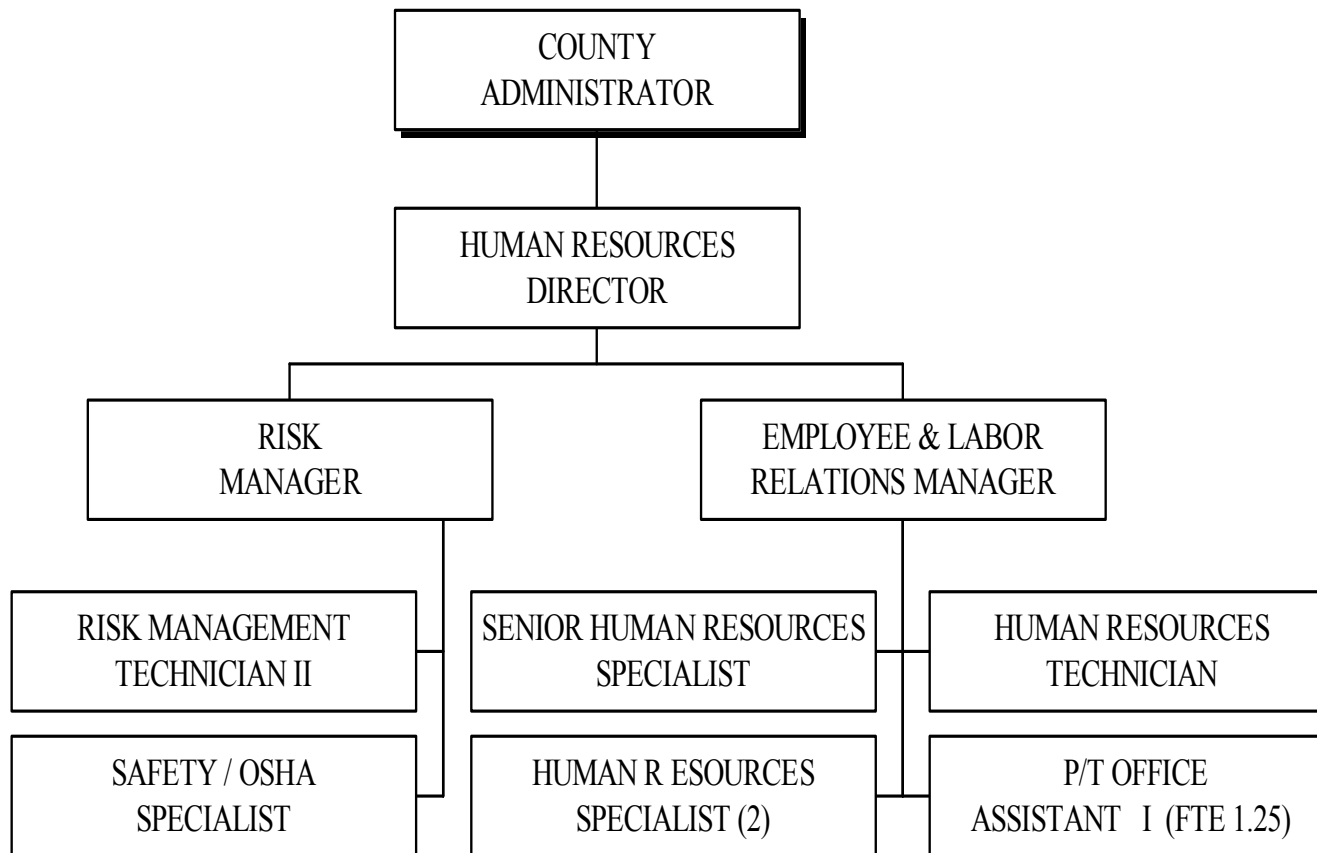 COUNTY
ADMINISTRATOR
HUMAN RESOURCES
DIRECTOR
RISK
MANAGER
EMPLOYEE & LABOR
RELATIONS MANAGER
RISK MANAGEMENT
TECHNICIAN II
SENIOR HUMAN RESOURCES
SPECIALIST
HUMAN RESOURCES
TECHNICIAN
SAFETY / OSHA
SPECIALIST
HUMAN R ESOURCES
SPECIALIST (2)
P/T OFFICE
ASSISTANT I (FTE 1.25)